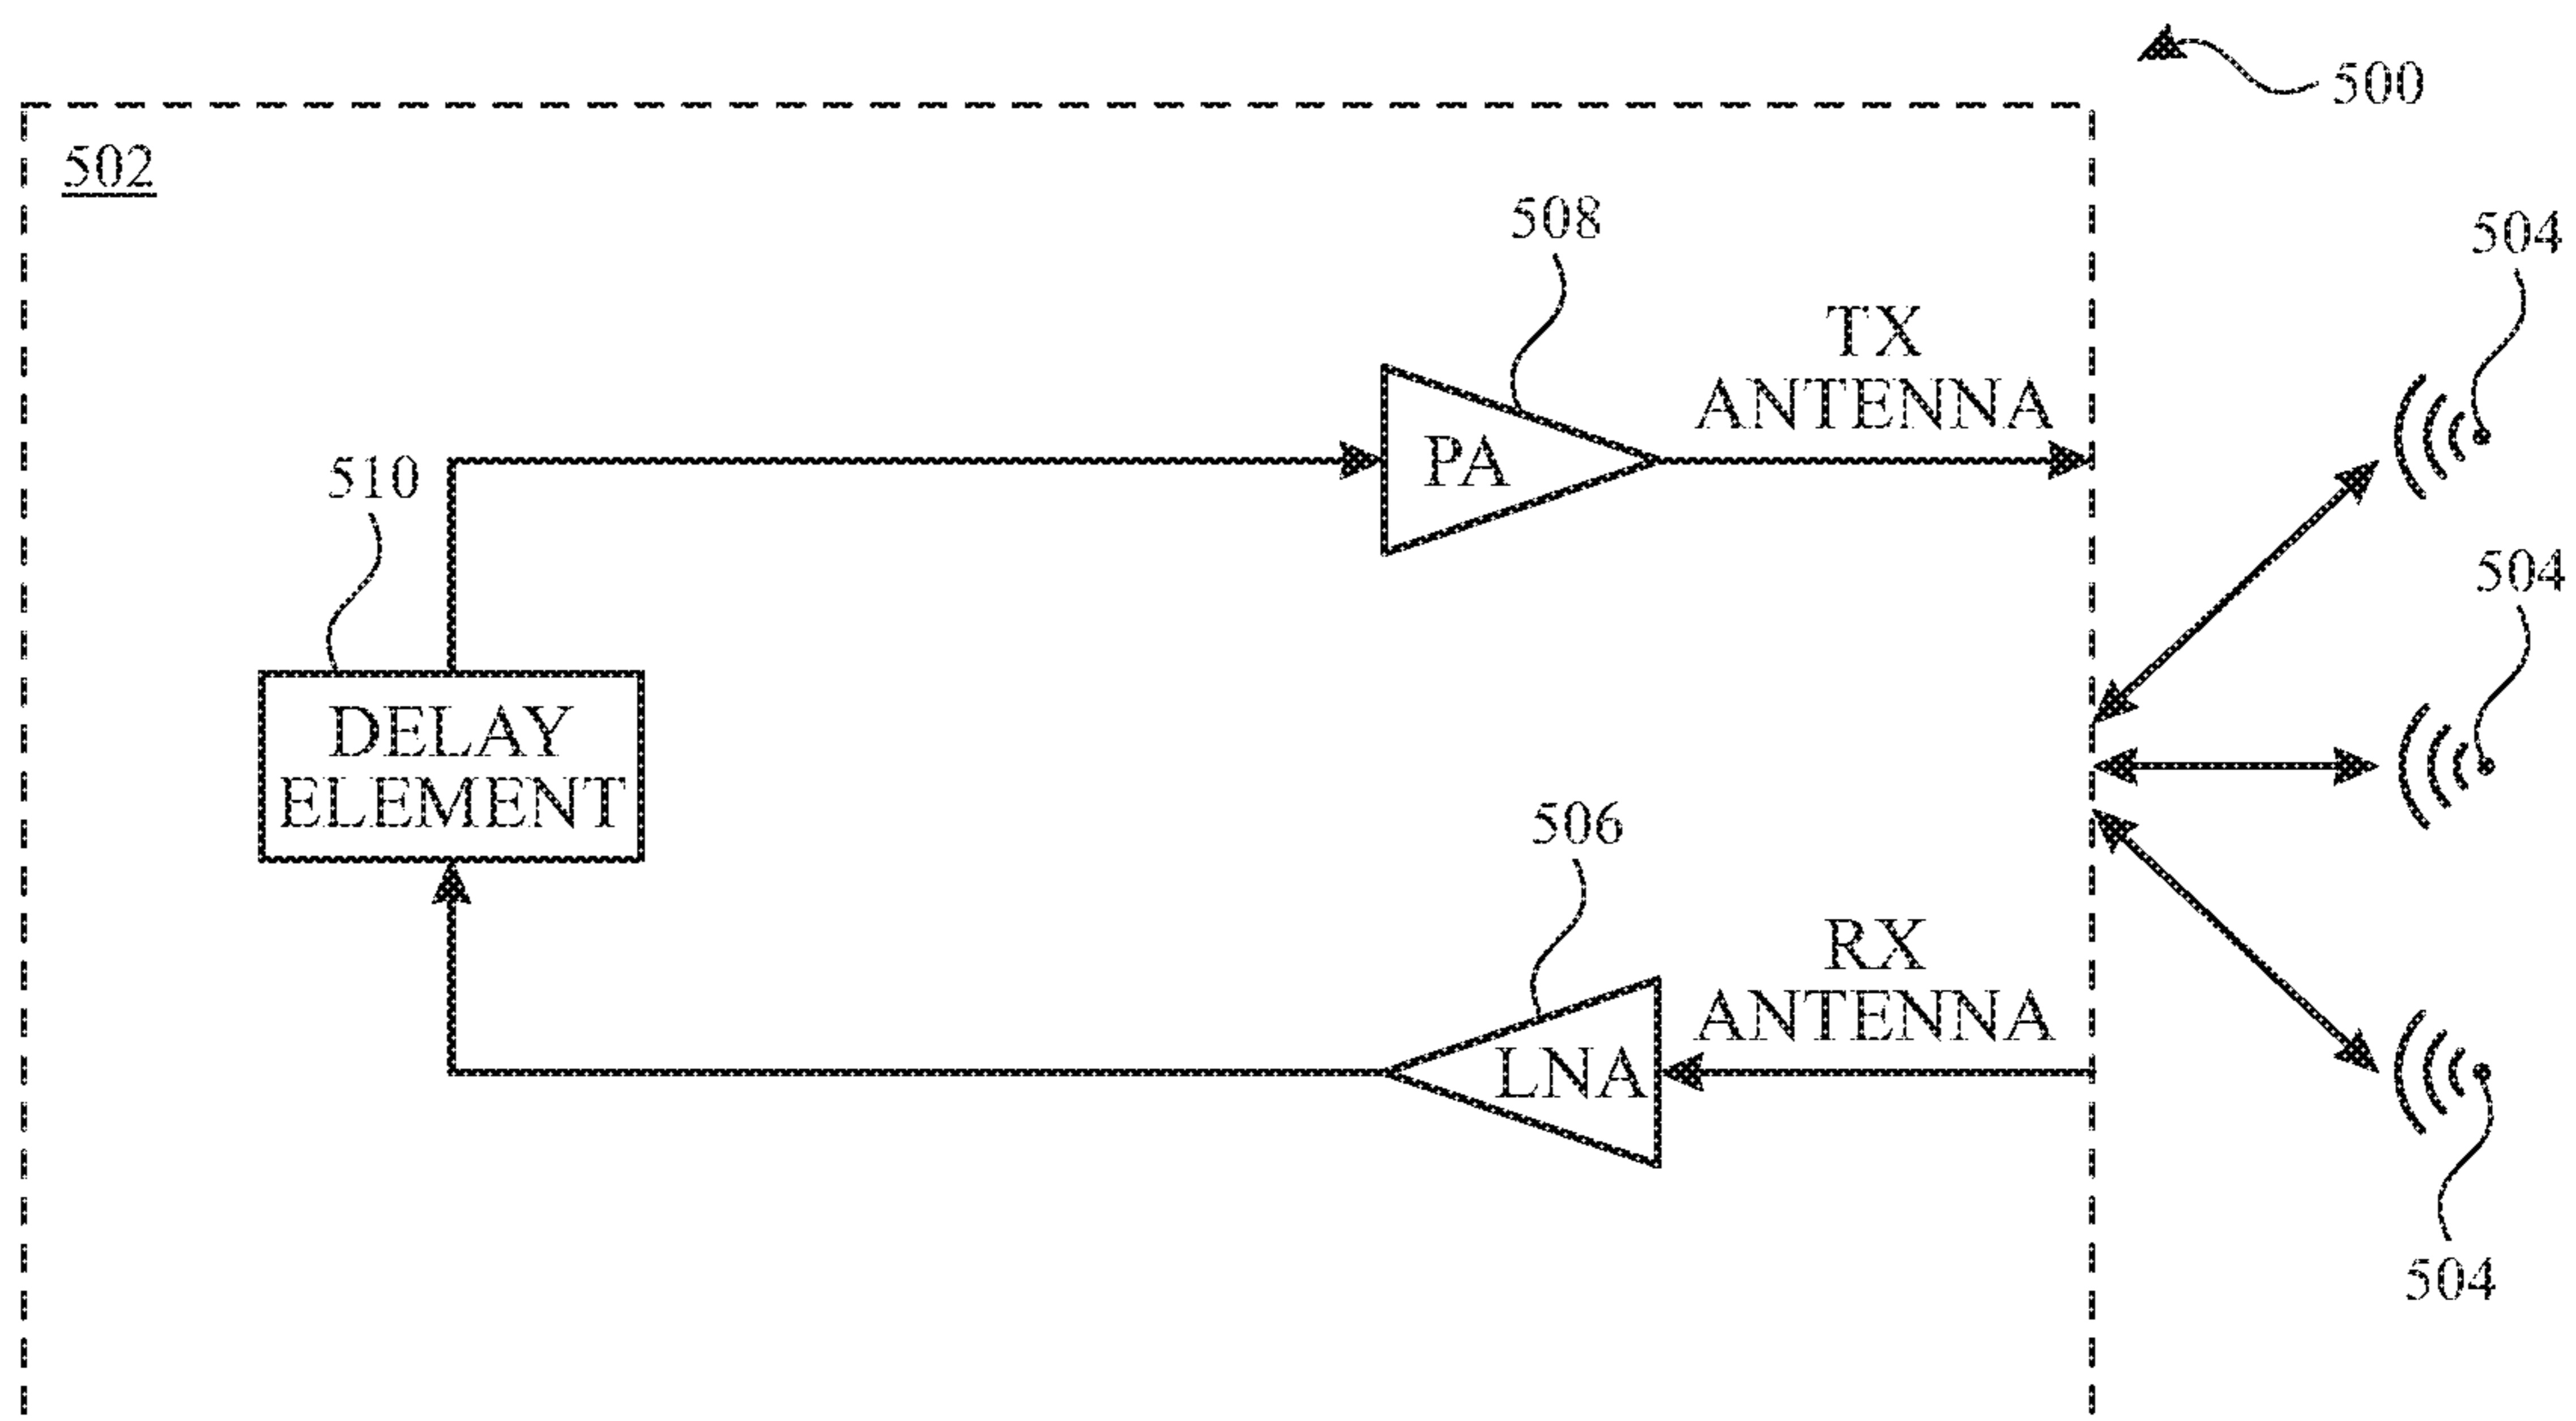 500
502
508
504
TX
ANTENNA
PA
510
504
DELAY
ELEMENT
506
RX
ANTENNA
LNA
504